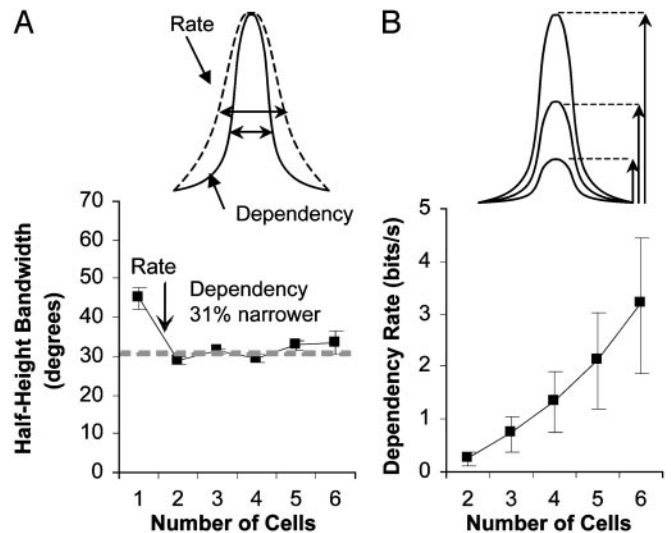 A
Rate
Dependency
Half-Height Bandwidth
(degrees)
70
60
50
40
30
20
10
0
Rate
Dependency
31% narrower
1 2 3 4 5 6
Number of Cells
B
Dependency Rate (bits/s)
5
4
3
2
1
0
2 3 4 5 6
Number of Cells